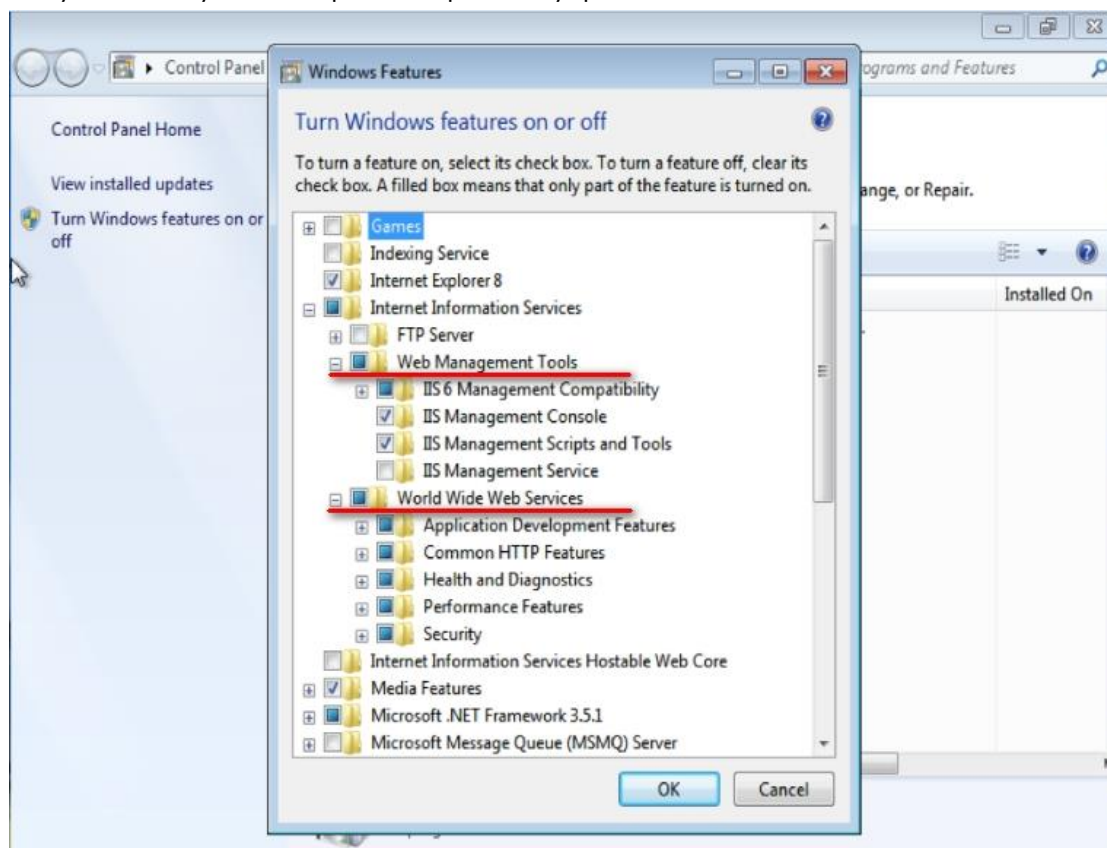 Control Panel
Windows Features
ograms and Features
Control Panel Home
Turn Windows features on or off
View installed updates
To turn a feature on, select its check box. To turn a feature off, clear its
check box. A filled box means that only part of the feature is turned on.
ange, or Repair.
Turn Windows features on or
off
Games
Indexing Service
Internet Explorer 8
Installed On
Internet Information Services
FTP Server
Web Management Tools
IIS 6 Management Compatibility
IIS Management Console
IIS Management Scripts and Tools
IIS Management Service
World Wide Web Services
Application Development Features
Common HTTP Features
Health and Diagnostics
Performance Features
Security
Internet Information Services Hostable Web Core
Media Features
Microsoft .NET Framework 3.5.1
Microsoft Message Queue (MSMQ) Server
OK
Cancel